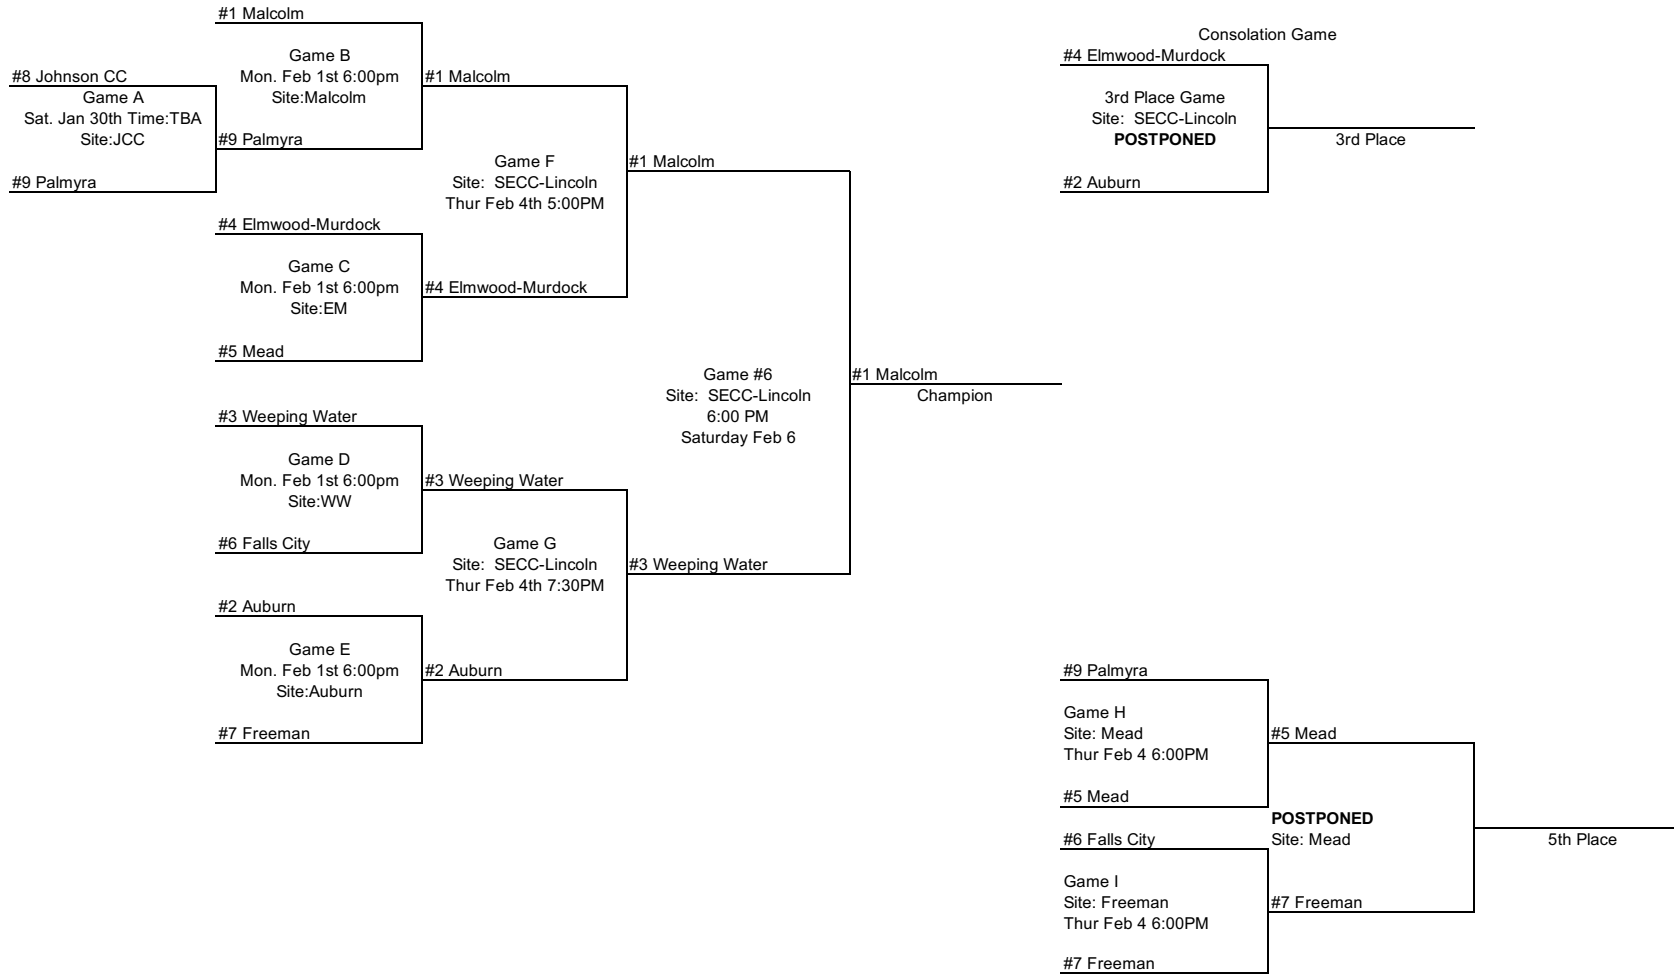 #1 Malcolm
Game B
Mon. Feb 1st 6:00pm
Site:Malcolm
#8 Johnson CC
Game A
Sat. Jan 30th Time:TBA
Site:JCC
#9 Palmyra
#9 Palmyra
#1 Malcolm
Game F
Site:  SECC-Lincoln
Thur Feb 4th 5:00PM
#4 Elmwood-Murdock
Game C
Mon. Feb 1st 6:00pm
Site:EM
#5 Mead
#4 Elmwood-Murdock
#1 Malcolm
Game #6
Site:  SECC-Lincoln
6:00 PM
Saturday Feb 6
#1 Malcolm
Champion
#3 Weeping Water
Game D
Mon. Feb 1st 6:00pm
Site:WW
#6 Falls City
#3 Weeping Water
Game G
Site:  SECC-Lincoln
Thur Feb 4th 7:30PM
#3 Weeping Water
#2 Auburn
Game E
Mon. Feb 1st 6:00pm
Site:Auburn
#7 Freeman
#2 Auburn
Consolation Game
#4 Elmwood-Murdock
3rd Place Game
Site:  SECC-Lincoln
POSTPONED
#2 Auburn
3rd Place
#9 Palmyra
Game H
Site: Mead
Thur Feb 4 6:00PM
#5 Mead
#5 Mead
POSTPONED
Site: Mead
5th Place
#6 Falls City
Game I
Site: Freeman
Thur Feb 4 6:00PM
#7 Freeman
#7 Freeman